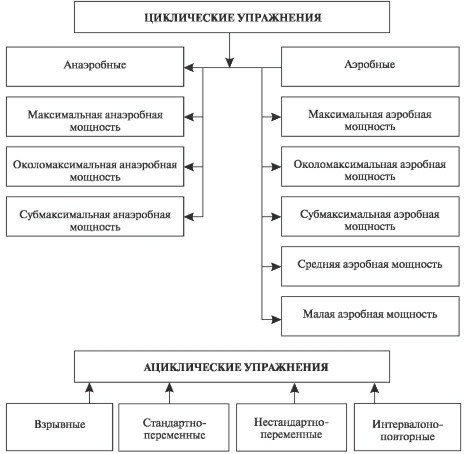 ЦИКЛИЧЕСКИЕ УПРАЖНЕНИЯ
Анаэробные
Аэробные
Максимальная анаэробная
мощность
Максимальная аэробная
мощность
Околомаксимальная анаэробная
мощность
Околомаксимальная аэробная
мощность
Субмаксимальная анаэробная
мощность
Субмаксимальная аэробная
мощность
Средняя аэробная мощность
Малая аэробная мощность
АЦИКЛИЧЕСКИЕ УПРАЖНЕНИЯ
Взрывные
Стандартно-
переменные
Нестандартно-
переменные
Интервалоно-
повторные